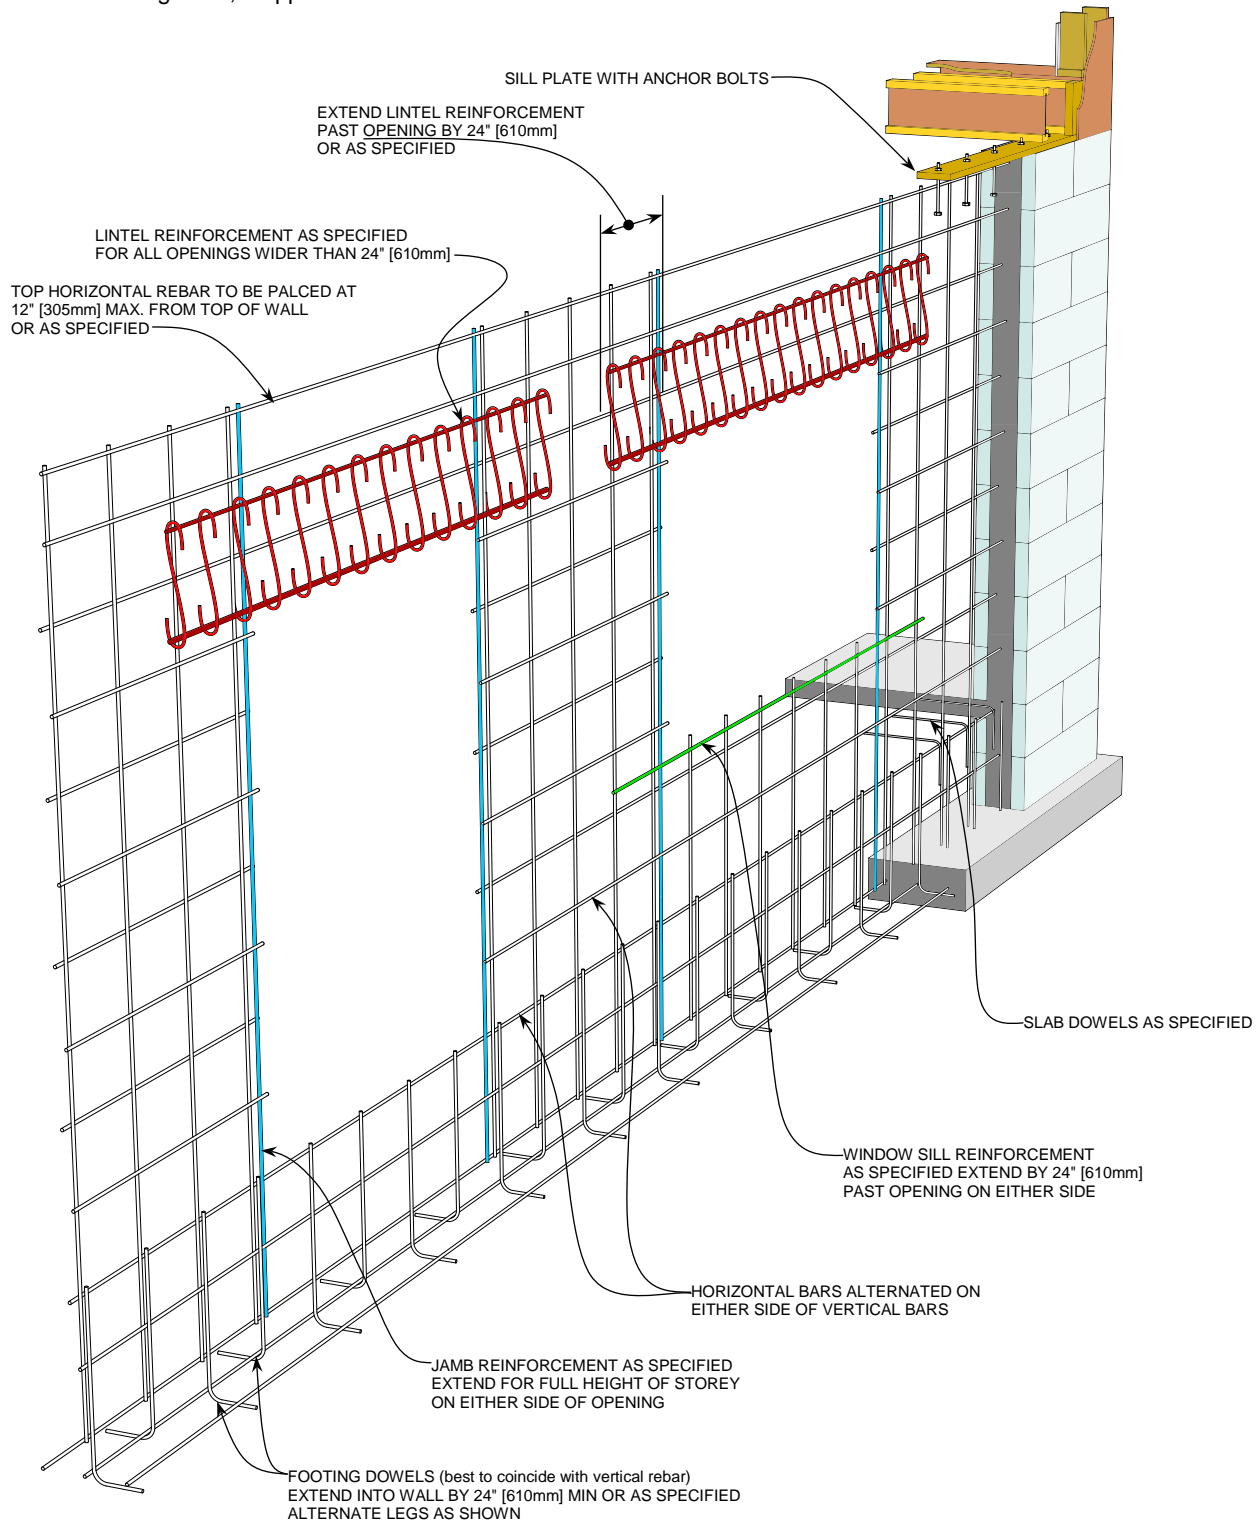 SILL PLATE WITH ANCHOR BOLTS
EXTEND LINTEL REINFORCEMENT
PAST OPENING BY 24" [610mm]
OR AS SPECIFIED
LINTEL REINFORCEMENT AS SPECIFIED
FOR ALL OPENINGS WIDER THAN 24" [610mm]
TOP HORIZONTAL REBAR TO BE PALCED AT
12" [305mm] MAX. FROM TOP OF WALL
OR AS SPECIFIED
SLAB DOWELS AS SPECIFIED
WINDOW SILL REINFORCEMENT
AS SPECIFIED EXTEND BY 24" [610mm]
PAST OPENING ON EITHER SIDE
HORIZONTAL BARS ALTERNATED ON
EITHER SIDE OF VERTICAL BARS
JAMB REINFORCEMENT AS SPECIFIED
EXTEND FOR FULL HEIGHT OF STOREY
ON EITHER SIDE OF OPENING
FOOTING DOWELS (best to coincide with vertical rebar)
EXTEND INTO WALL BY 24" [610mm] MIN OR AS SPECIFIED
ALTERNATE LEGS AS SHOWN